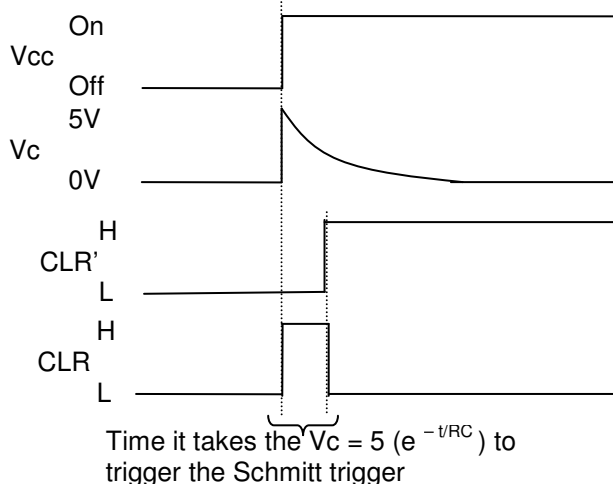 On
Vcc
Off
5V
Vc
0V
H
CLR’
L
H
CLR
L
Time it takes the Vc = 5 (e – t/RC ) to
trigger the Schmitt trigger